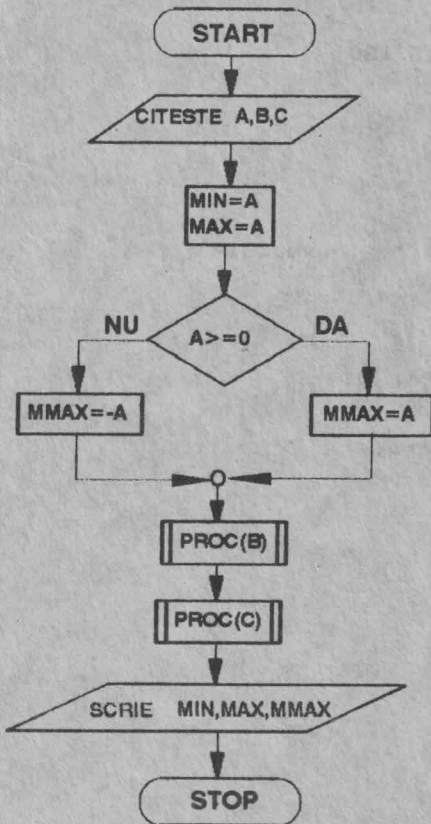 START
CITESTE A,B,C
MIN=A
MAX=A
NU
A>=0
DA
MMAX=-A
MMAX=A
PROC(B)
PROC(C)
SCRIE MIN,MAX,MMAX
STOP